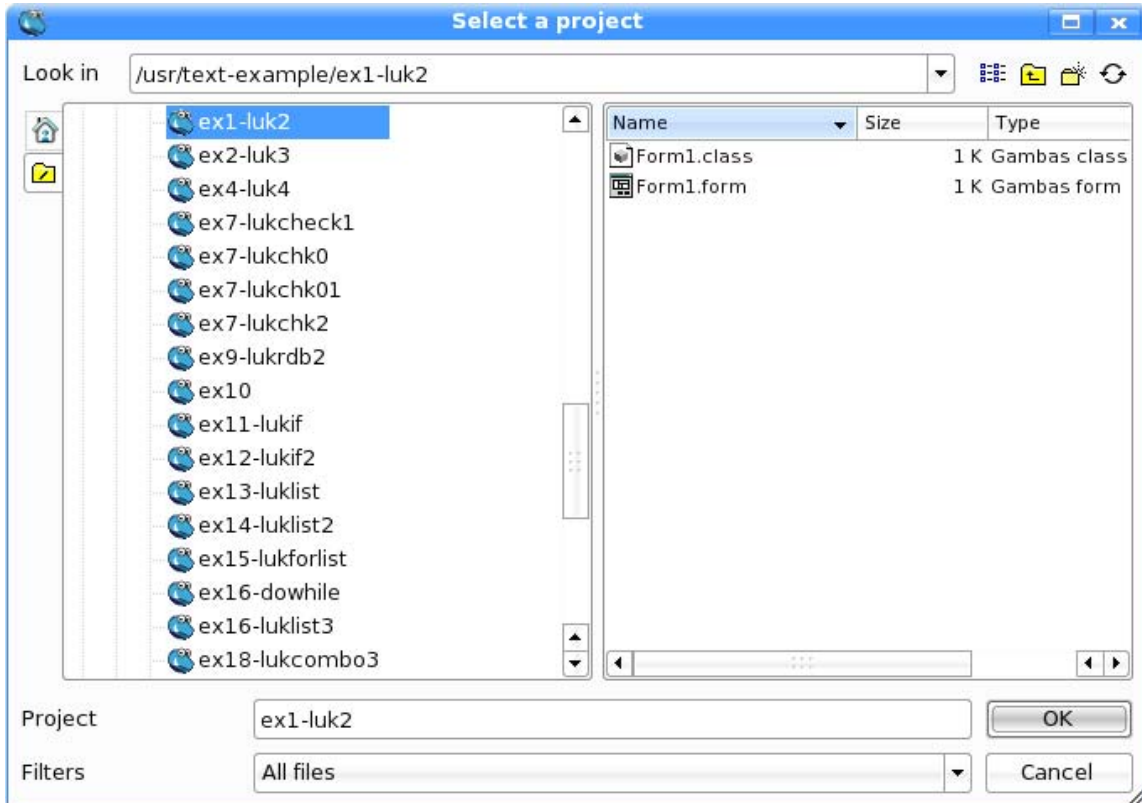 Select a project
Look in /usr/text-example/ex1-luk2
ex1-luk2
ex2-luk3
ex4-luk4
ex7-lukcheck1
ex7-lukchk0
ex7-lukchk01
ex7-lukchk2
ex9-lukrdb2
ex10
ex11-lukif
ex12-lukif2
ex13-luklist
ex14-luklist2
ex15-lukforlist
ex16-dowhile
ex16-luklist3
ex18-lukcombo3
Name Size Type
Form1.class 1 K Gambas class
Form1.form 1 K Gambas form
Project ex1-luk2 OK
Filters All files Cancel